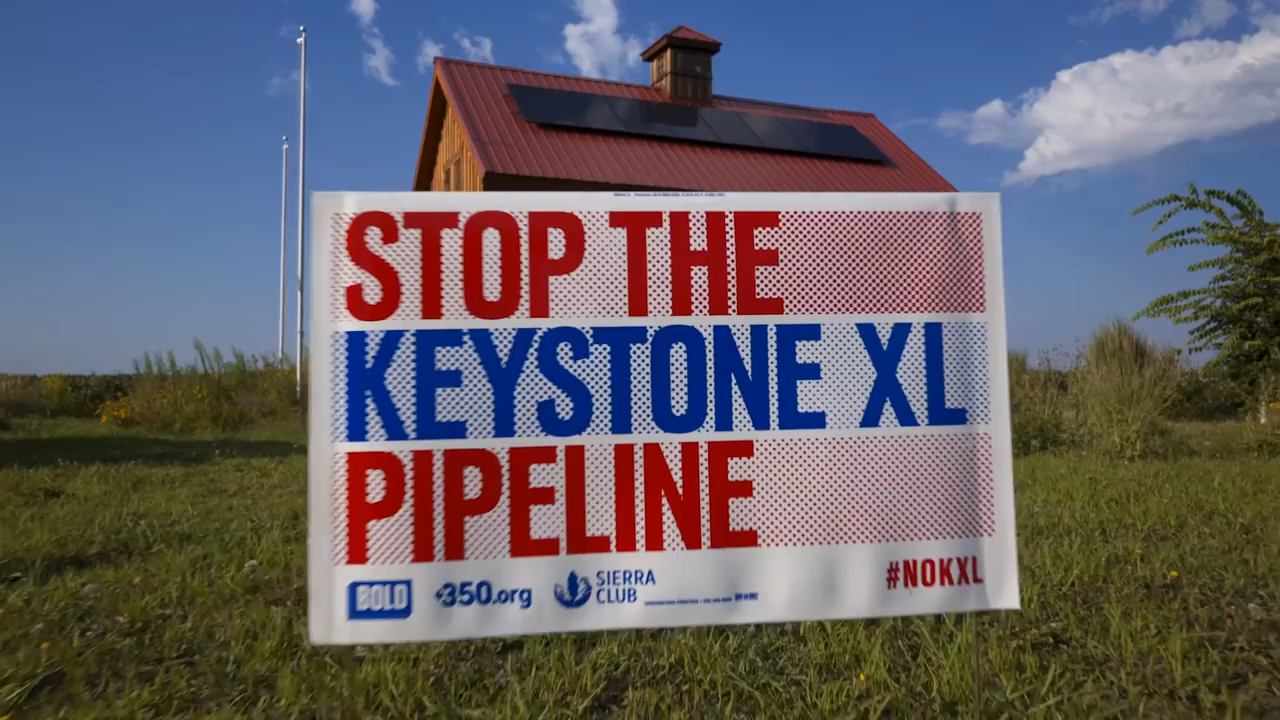 STOP THE
KEYSTONE XL
PIPELINE
BOLD
350.org
SIERRA
CLUB
#NOKXL